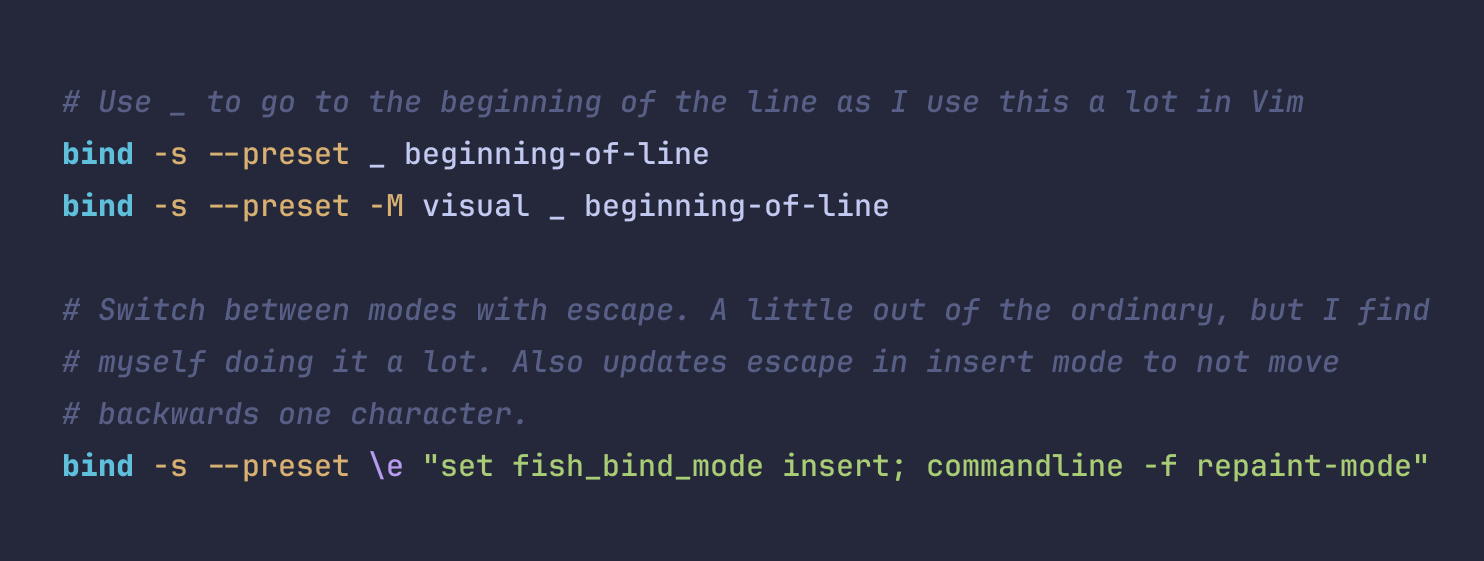 # Use _ to go to the beginning of the line as I use this a lot in Vim
bind -s --preset _ beginning-of-line
bind -s --preset -M visual _ beginning-of-line
# Switch between modes with escape. A little out of the ordinary, but I find
# myself doing it a lot. Also updates escape in insert mode to not move
# backwards one character.
bind -s --preset \e "set fish_bind_mode insert; commandline -f repaint-mode"